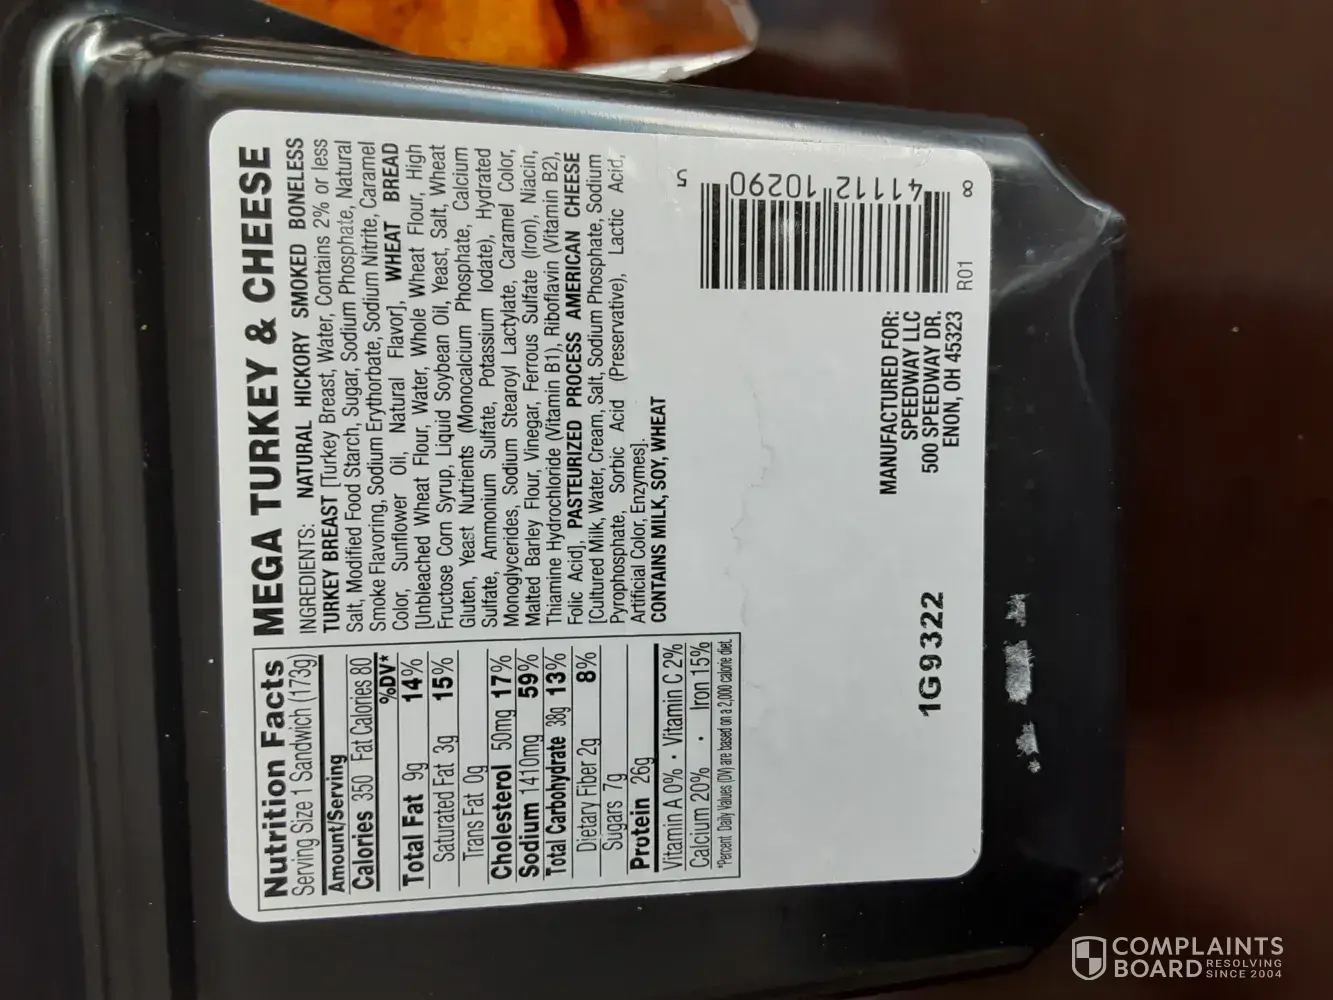 MEGA TURKEY & CHEESE
INGREDIENTS: NATURAL HICKORY SMOKED BONELESS
TURKEY BREAST [Turkey Breast, Water, Contains 2% or less
Salt, Modified Food Starch, Sugar, Sodium Phosphate, Natural
Smoke Flavoring, Sodium Erythorbate, Sodium Nitrite, Caramel
Color, Sunflower Oil, Natural Flavor], WHEAT BREAD
[Unbleached Wheat Flour, Water, Whole Wheat Flour, High
Fructose Corn Syrup, Liquid Soybean Oil, Yeast, Salt, Wheat
Gluten, Yeast Nutrients (Monocalcium Phosphate, Calcium
Sulfate, Ammonium Sulfate, Potassium Iodate), Hydrated
Monoglycerides, Sodium Stearoyl Lactylate, Caramel Color,
Malted Barley Flour, Vinegar, Ferrous Sulfate (Iron), Niacin,
Thiamine Hydrochloride (Vitamin B1), Riboflavin (Vitamin B2),
Folic Acid], PASTEURIZED PROCESS AMERICAN CHEESE
[Cultured Milk, Water, Cream, Salt, Sodium Phosphate, Sodium
Pyrophosphate, Sorbic Acid (Preservative), Lactic Acid,
Artificial Color, Enzymes].
CONTAINS MILK, SOY, WHEAT
Nutrition Facts
Serving Size 1 Sandwich (173g)
Amount/Serving
Calories 350 Fat Calories 80
%DV*
Total Fat 9g 14%
Saturated Fat 3g 15%
Trans Fat 0g
Cholesterol 50mg 17%
Sodium 1410mg 59%
Total Carbohydrate 38g 13%
Dietary Fiber 2g 8%
Sugars 7g
Protein 26g
Vitamin A 0% • Vitamin C 2%
Calcium 20% • Iron 15%
*Percent Daily Values (DV) are based on a 2,000 calorie diet.
MANUFACTURED FOR:
SPEEDWAY LLC
500 SPEEDWAY DR.
ENON, OH 45323
1G9322
8 41112 10290 5
R01
COMPLAINTS
BOARD RESOLVING
SINCE 2004